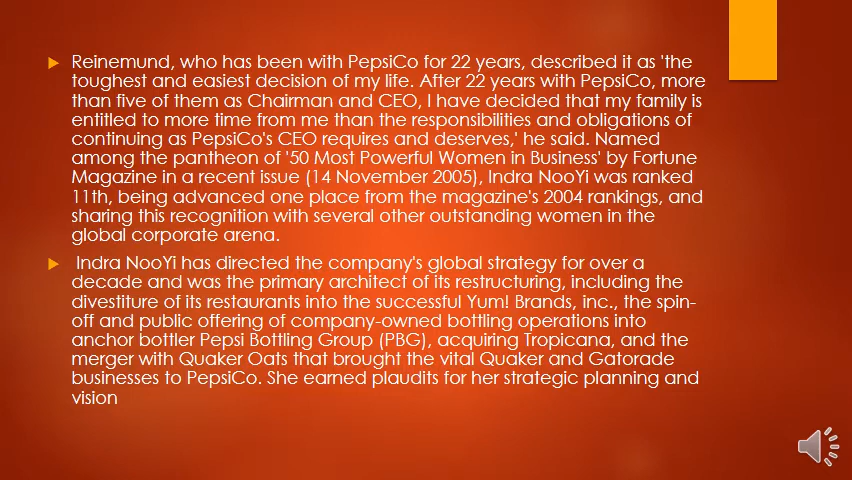 Reinemund, who has been with PepsiCo for 22 years, described it as 'the
toughest and easiest decision of my life. After 22 years with PepsiCo, more
than five of them as Chairman and CEO, I have decided that my family is
entitled to more time from me than the responsibilities and obligations of
continuing as PepsiCo's CEO requires and deserves,' he said. Named
among the pantheon of '50 Most Powerful Women in Business' by Fortune
Magazine in a recent issue (14 November 2005), Indra NooYi was ranked
11th, being advanced one place from the magazine's 2004 rankings, and
sharing this recognition with several other outstanding women in the
global corporate arena.
Indra NooYi has directed the company's global strategy for over a
decade and was the primary architect of its restructuring, including the
divestiture of its restaurants into the successful Yum! Brands, inc., the spin-
off and public offering of company-owned bottling operations into
anchor bottler Pepsi Bottling Group (PBG), acquiring Tropicana, and the
merger with Quaker Oats that brought the vital Quaker and Gatorade
businesses to PepsiCo. She earned plaudits for her strategic planning and
vision